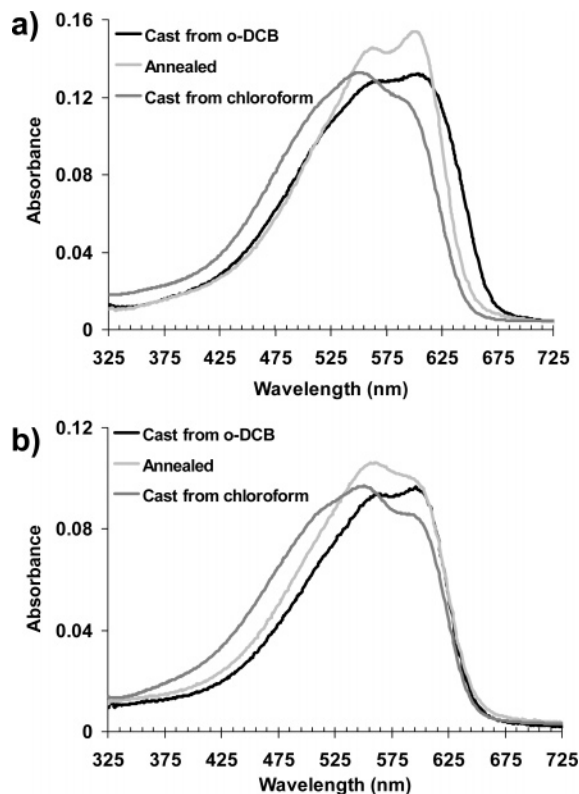 a)
0.16
0.12
0.08
0.04
0
Absorbance
Cast from o-DCB
Annealed
Cast from chloroform
325 375 425 475 525 575 625 675 725
Wavelength (nm)
b)
0.12
0.08
0.04
0
Absorbance
Cast from o-DCB
Annealed
Cast from chloroform
325 375 425 475 525 575 625 675 725
Wavelength (nm)